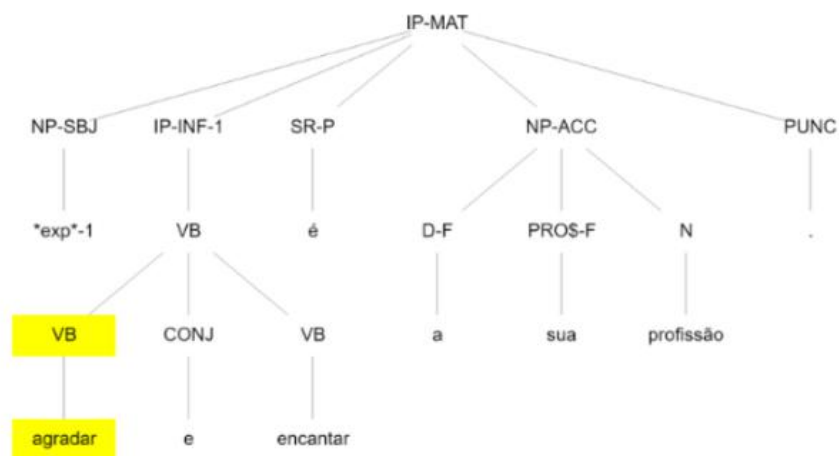 IP-MAT
NP-SBJ IP-INF-1 SR-P NP-ACC PUNC
*exp*-1 VB é D-F PRO$-F N .
VB CONJ VB a sua profissão
agradar e encantar